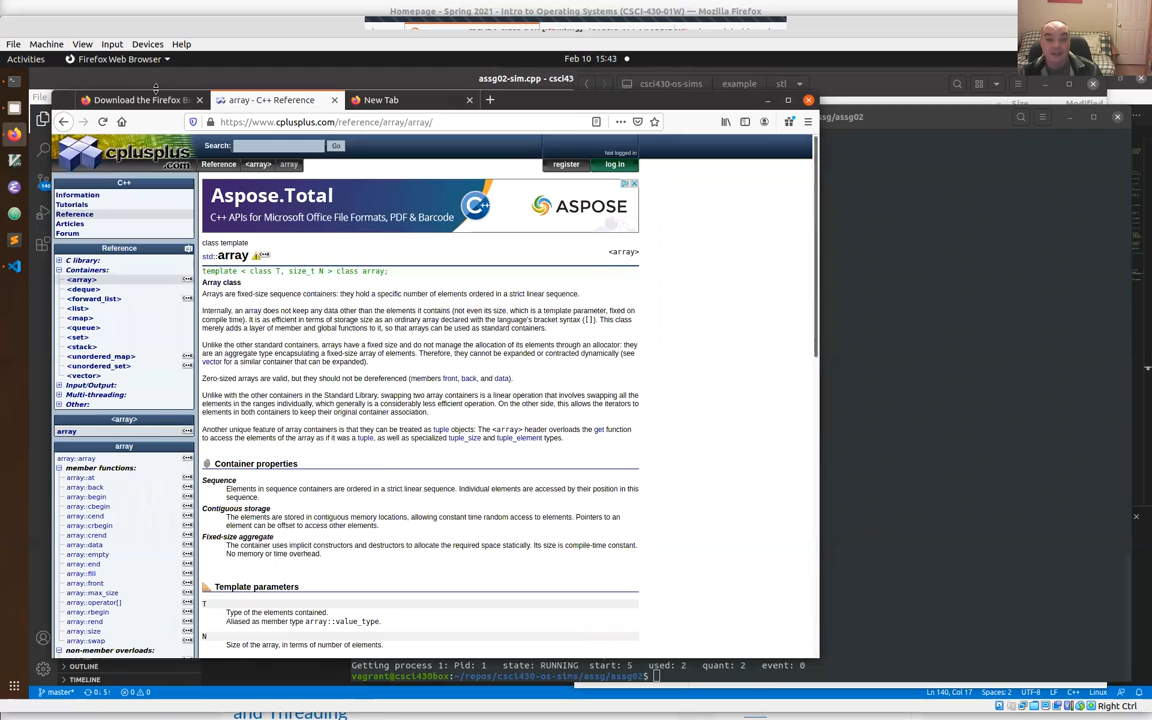 Homepage - Spring 2021 - Intro to Operating Systems (CSCI-430-01W) — Mozilla Firefox
File Machine View Input Devices Help
Activities Firefox Web Browser Feb 10 15:43
assg02-sim.cpp - csci43 csci430-os-sims example stl
File Size Modified
Download the Firefox Br array - C++ Reference New Tab
sg/assg02
https://www.cplusplus.com/reference/array/array/
cplusplus
.com
Search: Go
Not logged in
Reference <array> array register log in
C++
Information
Tutorials
Reference
Articles
Forum
Reference
C library:
Containers:
<array>
<deque>
<forward_list>
<list>
<map>
<queue>
<set>
<stack>
<unordered_map>
<unordered_set>
<vector>
Input/Output:
Multi-threading:
Other:
<array>
array
array
array::array
member functions:
array::at
array::back
array::begin
array::cbegin
array::cend
array::crbegin
array::crend
array::data
array::empty
array::end
array::fill
array::front
array::max_size
array::operator[]
array::rbegin
array::rend
array::size
array::swap
non-member overloads:
Aspose.Total
C++ APIs for Microsoft Office File Formats, PDF & Barcode
C++
ASPOSE
class template
std::array
<array>
template < class T, size_t N > class array;
Array class
Arrays are fixed-size sequence containers: they hold a specific number of elements ordered in a strict linear sequence.
Internally, an array does not keep any data other than the elements it contains (not even its size, which is a template parameter, fixed on
compile time). It is as efficient in terms of storage size as an ordinary array declared with the language's bracket syntax ([]). This class
merely adds a layer of member and global functions to it, so that arrays can be used as standard containers.
Unlike the other standard containers, arrays have a fixed size and do not manage the allocation of its elements through an allocator: they
are an aggregate type encapsulating a fixed-size array of elements. Therefore, they cannot be expanded or contracted dynamically (see
vector for a similar container that can be expanded).
Zero-sized arrays are valid, but they should not be dereferenced (members front, back, and data).
Unlike with the other containers in the Standard Library, swapping two array containers is a linear operation that involves swapping all the
elements in the ranges individually, which generally is a considerably less efficient operation. On the other side, this allows the iterators to
elements in both containers to keep their original container association.
Another unique feature of array containers is that they can be treated as tuple objects: The <array> header overloads the get function
to access the elements of the array as if it was a tuple, as well as specialized tuple_size and tuple_element types.
Container properties
Sequence
Elements in sequence containers are ordered in a strict linear sequence. Individual elements are accessed by their position in this
sequence.
Contiguous storage
The elements are stored in contiguous memory locations, allowing constant time random access to elements. Pointers to an
element can be offset to access other elements.
Fixed-size aggregate
The container uses implicit constructors and destructors to allocate the required space statically. Its size is compile-time constant.
No memory or time overhead.
Template parameters
T
Type of the elements contained.
Aliased as member type array::value_type.
N
Size of the array, in terms of number of elements.
OUTLINE
TIMELINE
Getting process 1: Pid: 1 state: RUNNING start: 5 used: 2 quant: 2 event: 0
vagrant@csci430box:~/repos/csci430-os-sims/assg/assg02$
master* 0↓ 5↑ 0 0 Ln 140, Col 17 Spaces: 2 UTF-8 LF C++ Linux
Right Ctrl
and Threading